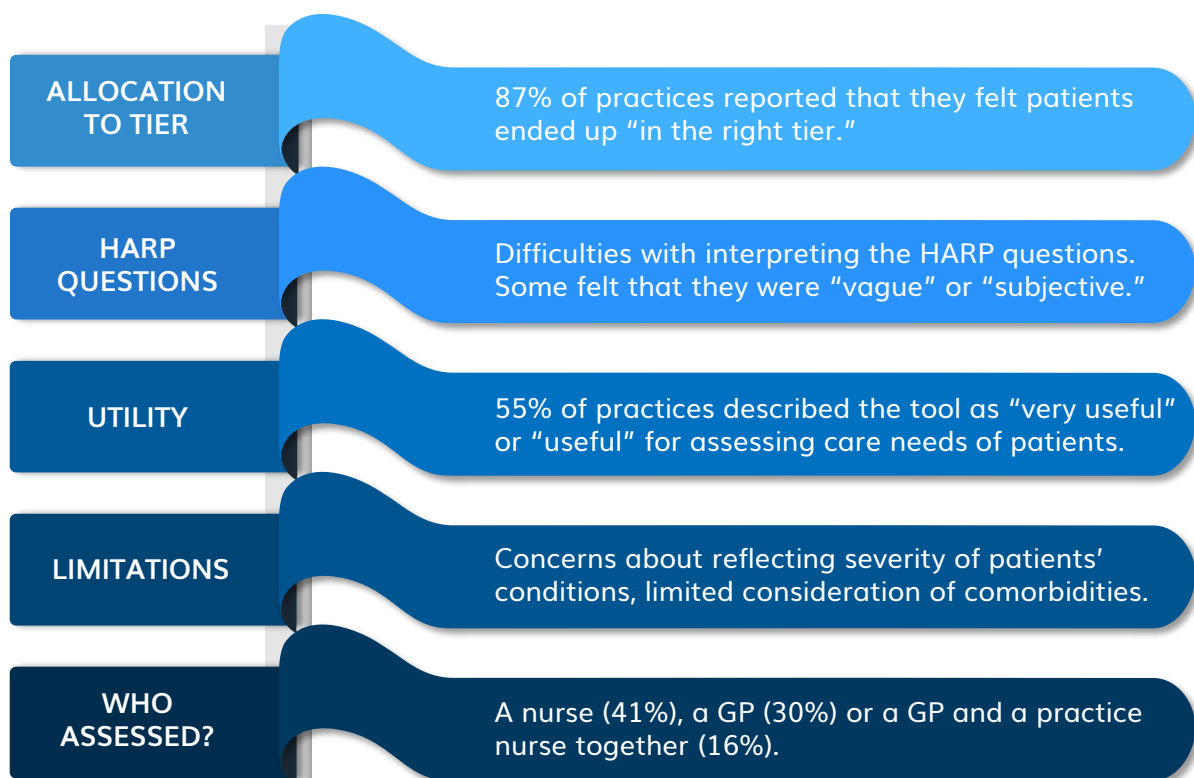 ALLOCATION
TO TIER
87% of practices reported that they felt patients
ended up “in the right tier.”
HARP
QUESTIONS
Difficulties with interpreting the HARP questions.
Some felt that they were “vague” or “subjective.”
UTILITY
55% of practices described the tool as “very useful”
or “useful” for assessing care needs of patients.
LIMITATIONS
Concerns about reflecting severity of patients’
conditions, limited consideration of comorbidities.
WHO
ASSESSED?
A nurse (41%), a GP (30%) or a GP and a practice
nurse together (16%).